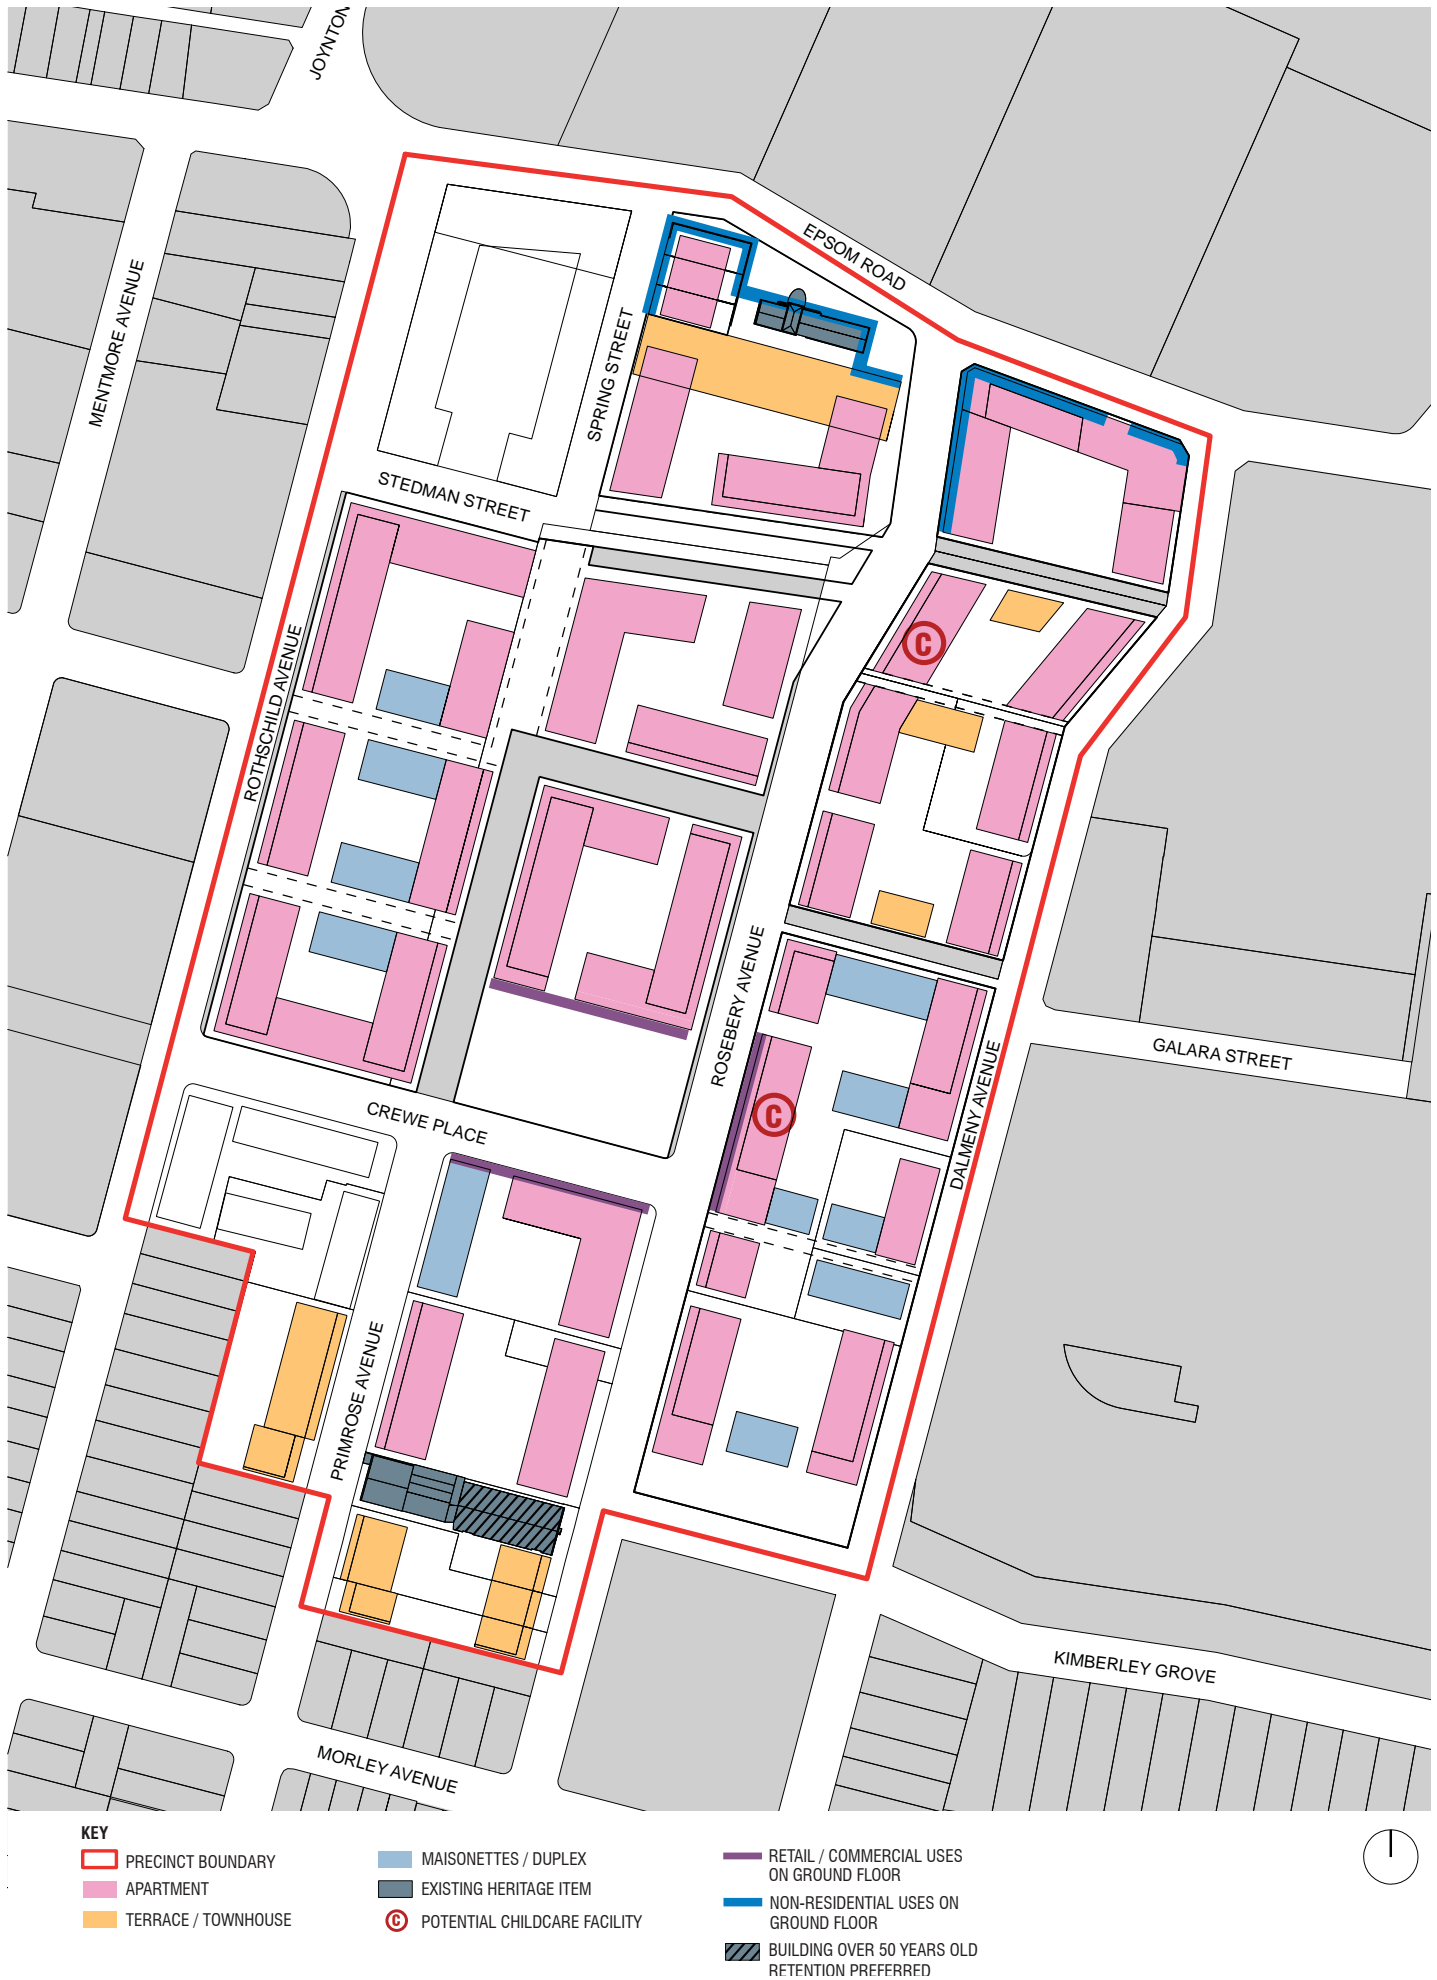 JOYNTON
EPSOM ROAD
MENTMORE AVENUE
SPRING STREET
STEDMAN STREET
C
ROTHSCHILD AVENUE
ROSEBERY AVENUE
GALARA STREET
DALMENY AVENUE
C
CREWE PLACE
PRIMROSE AVENUE
KIMBERLEY GROVE
MORLEY AVENUE
KEY
PRECINCT BOUNDARY
APARTMENT
TERRACE / TOWNHOUSE
MAISONETTES / DUPLEX
EXISTING HERITAGE ITEM
C POTENTIAL CHILDCARE FACILITY
RETAIL / COMMERCIAL USES
ON GROUND FLOOR
NON-RESIDENTIAL USES ON
GROUND FLOOR
BUILDING OVER 50 YEARS OLD
RETENTION PREFERRED